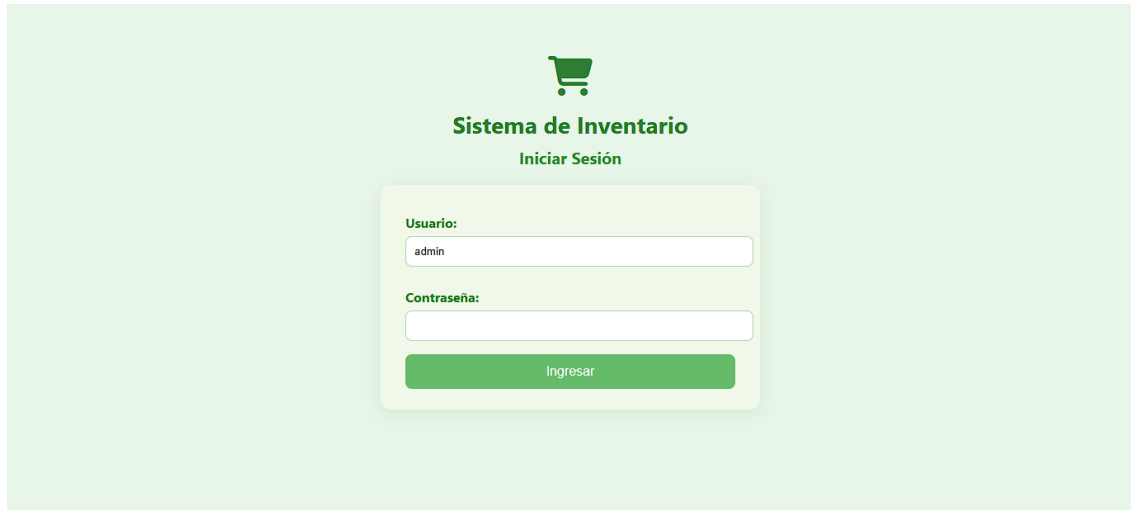 Sistema de Inventario
Iniciar Sesión
Usuario:
admin
Contraseña:
Ingresar